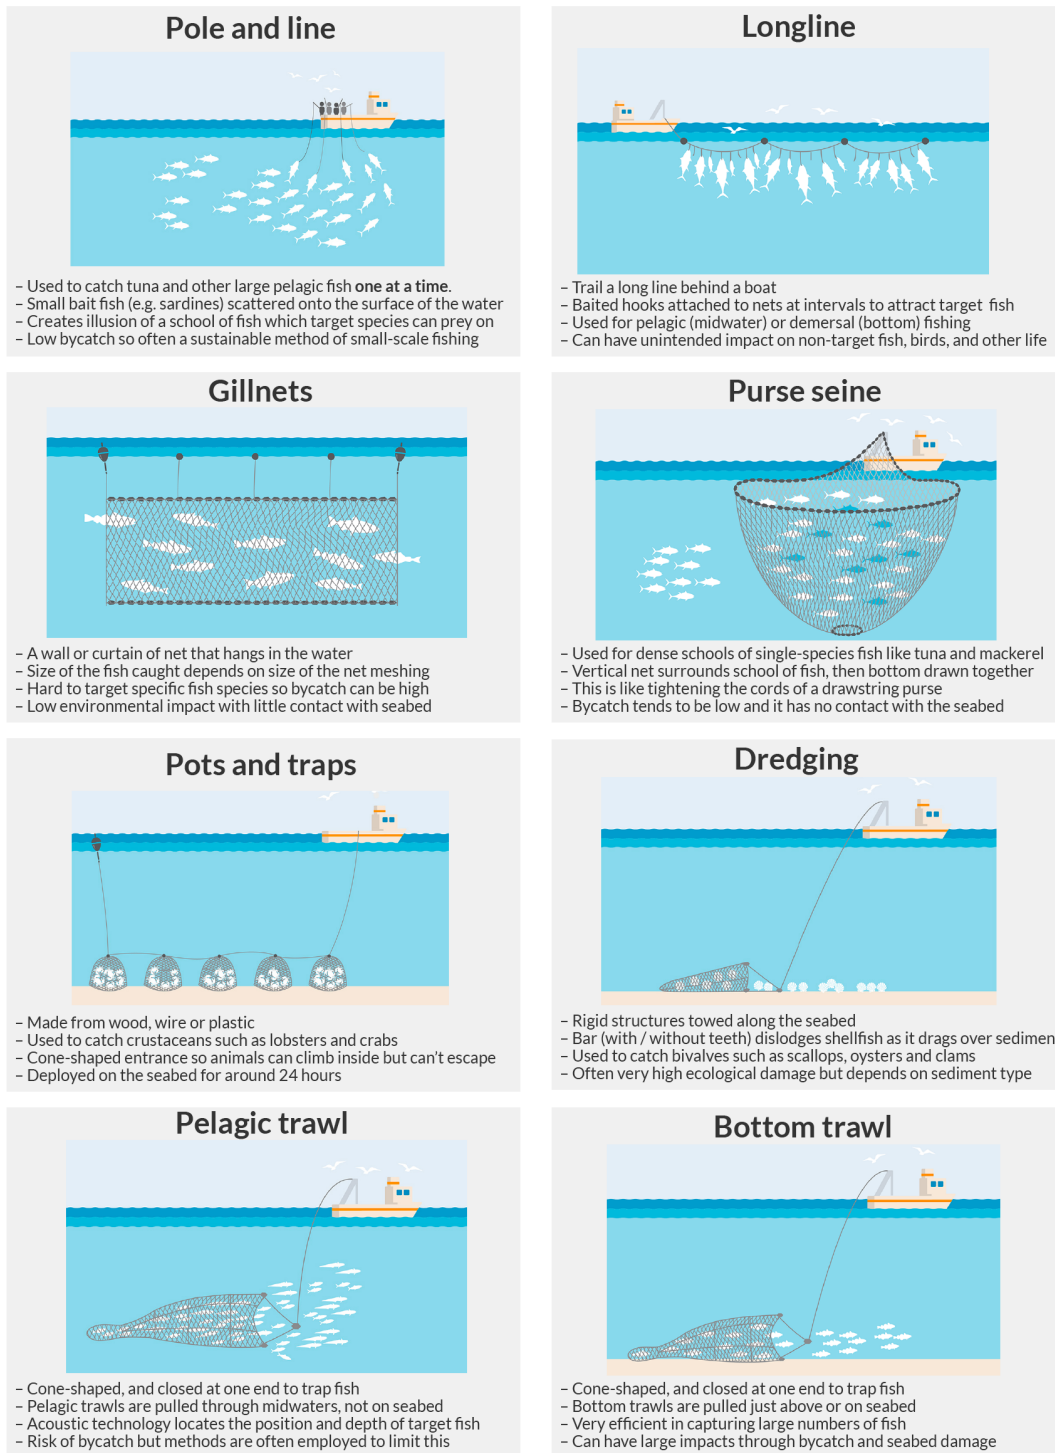 Pole and line
– Used to catch tuna and other large pelagic fish one at a time.
– Small bait fish (e.g. sardines) scattered onto the surface of the water
– Creates illusion of a school of fish which target species can prey on
– Low bycatch so often a sustainable method of small-scale fishing
Longline
– Trail a long line behind a boat
– Baited hooks attached to nets at intervals to attract target fish
– Used for pelagic (midwater) or demersal (bottom) fishing
– Can have unintended impact on non-target fish, birds, and other life
Gillnets
– A wall or curtain of net that hangs in the water
– Size of the fish caught depends on size of the net meshing
– Hard to target specific fish species so bycatch can be high
– Low environmental impact with little contact with seabed
Purse seine
– Used for dense schools of single-species fish like tuna and mackerel
– Vertical net surrounds school of fish, then bottom drawn together
– This is like tightening the cords of a drawstring purse
– Bycatch tends to be low and it has no contact with the seabed
Pots and traps
– Made from wood, wire or plastic
– Used to catch crustaceans such as lobsters and crabs
– Cone-shaped entrance so animals can climb inside but can't escape
– Deployed on the seabed for around 24 hours
Dredging
– Rigid structures towed along the seabed
– Bar (with / without teeth) dislodges shellfish as it drags over sedimen
– Used to catch bivalves such as scallops, oysters and clams
– Often very high ecological damage but depends on sediment type
Pelagic trawl
– Cone-shaped, and closed at one end to trap fish
– Pelagic trawls are pulled through midwaters, not on seabed
– Acoustic technology locates the position and depth of target fish
– Risk of bycatch but methods are often employed to limit this
Bottom trawl
– Cone-shaped, and closed at one end to trap fish
– Bottom trawls are pulled just above or on seabed
– Very efficient in capturing large numbers of fish
– Can have large impacts through bycatch and seabed damage